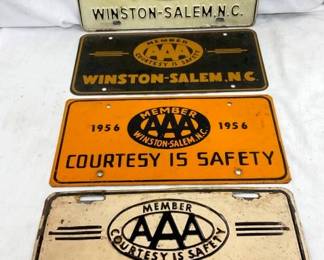 WINSTON-SALEM, N.C.
MEMBER
AAA
COURTESY IS SAFETY
WINSTON-SALEM, N.C.
MEMBER
1956 AAA 1956
WINSTON-SALEM, N.C.
COURTESY IS SAFETY
MEMBER
AAA
COURTESY IS SAFETY